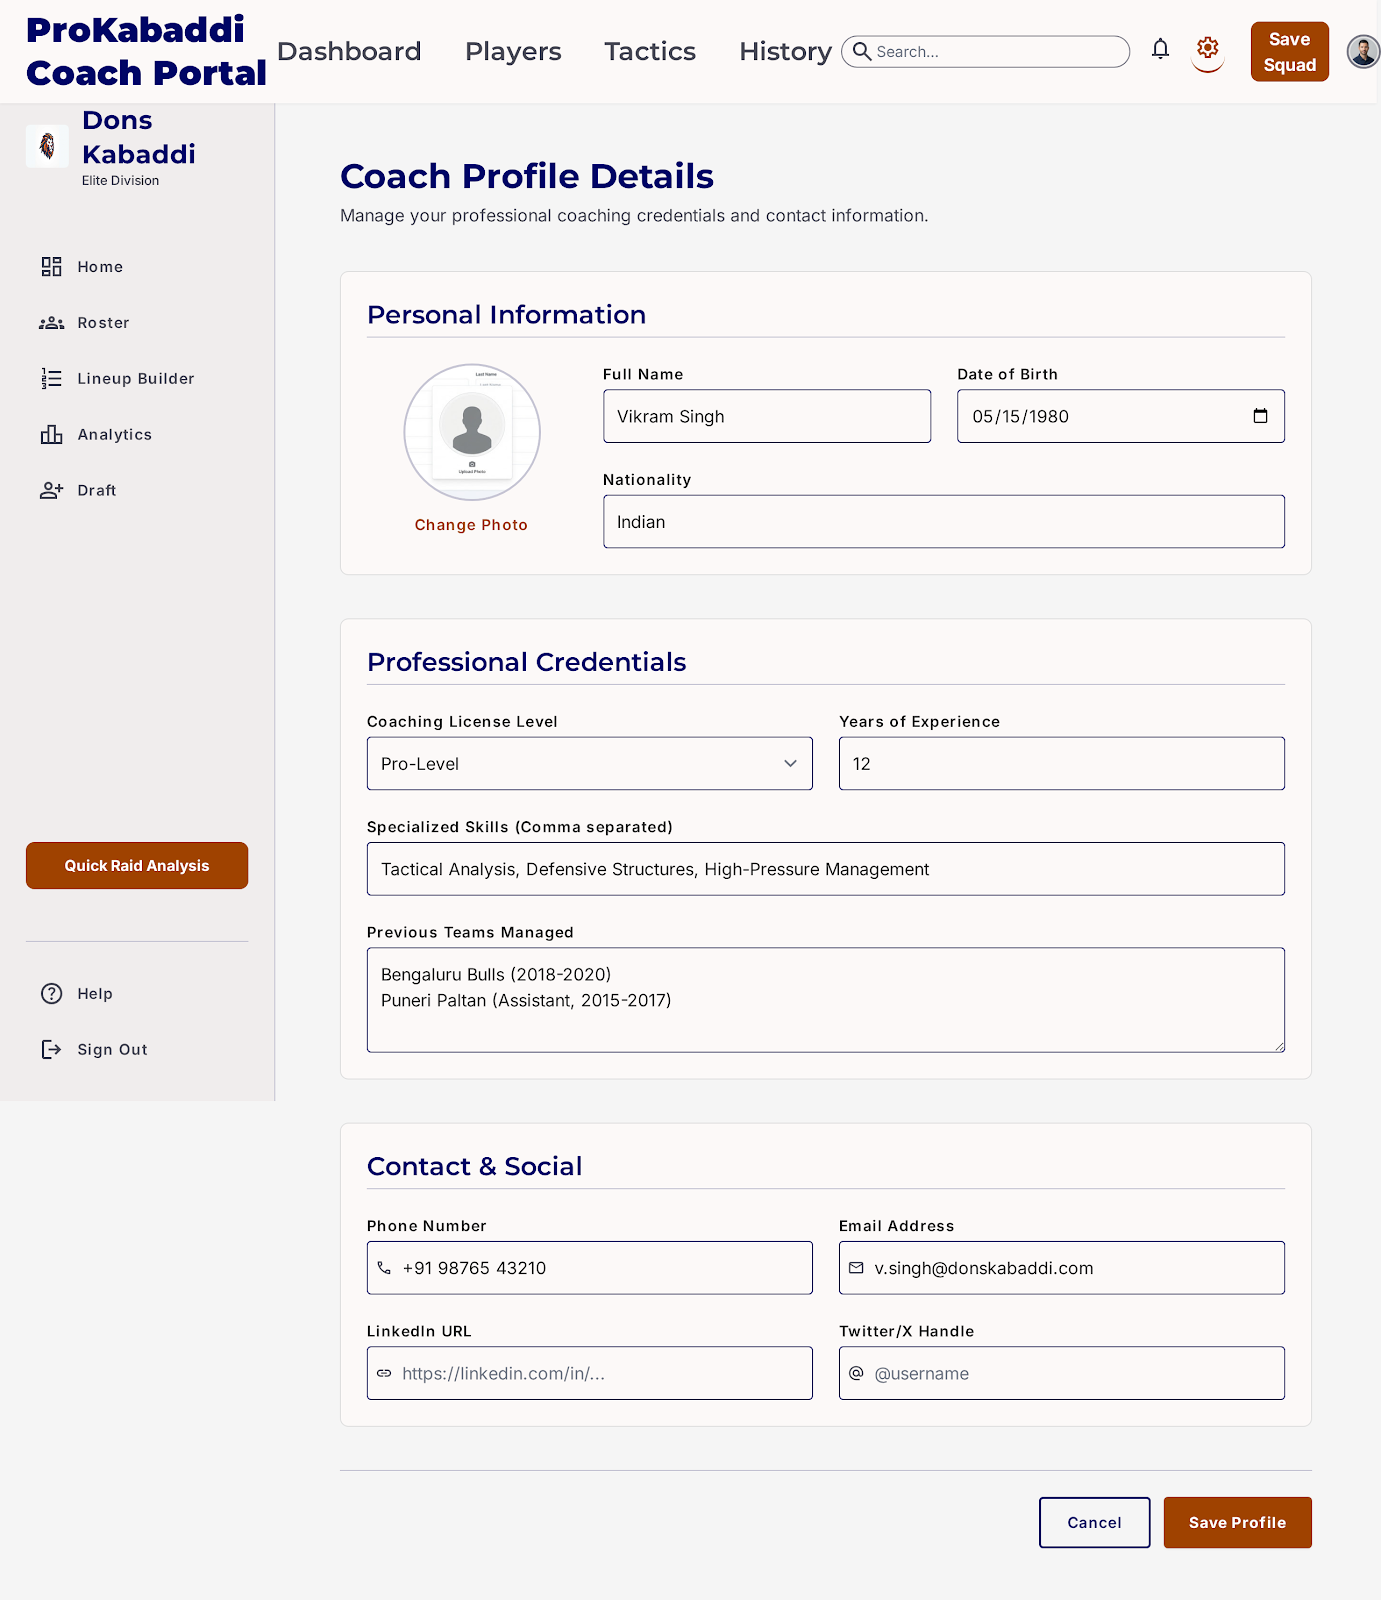 ProKabaddi
Coach Portal
Dashboard
Players
Tactics
History
Search...
Save
Squad
Dons
Kabaddi
Elite Division
Home
Roster
Lineup Builder
Analytics
Draft
Quick Raid Analysis
Help
Sign Out
Coach Profile Details
Manage your professional coaching credentials and contact information.
Personal Information
Last Name
Upload Photo
Change Photo
Full Name
Vikram Singh
Date of Birth
05/15/1980
Nationality
Indian
Professional Credentials
Coaching License Level
Pro-Level
Years of Experience
12
Specialized Skills (Comma separated)
Tactical Analysis, Defensive Structures, High-Pressure Management
Previous Teams Managed
Bengaluru Bulls (2018-2020)
Puneri Paltan (Assistant, 2015-2017)
Contact & Social
Phone Number
+91 98765 43210
Email Address
v.singh@donskabaddi.com
LinkedIn URL
https://linkedin.com/in/...
Twitter/X Handle
@username
Cancel
Save Profile